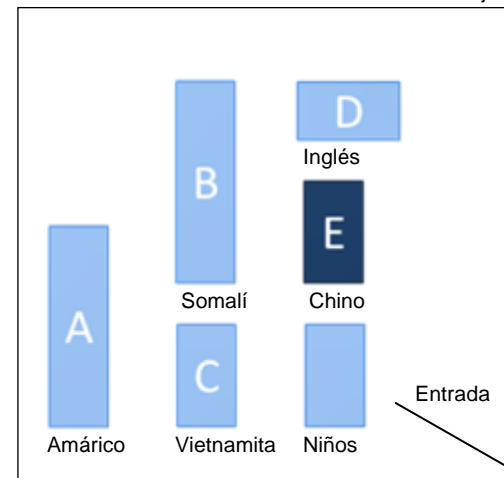 D
Inglés
B
E
Somalí
Chino
A
C
Entrada
Amárico
Vietnamita
Niños